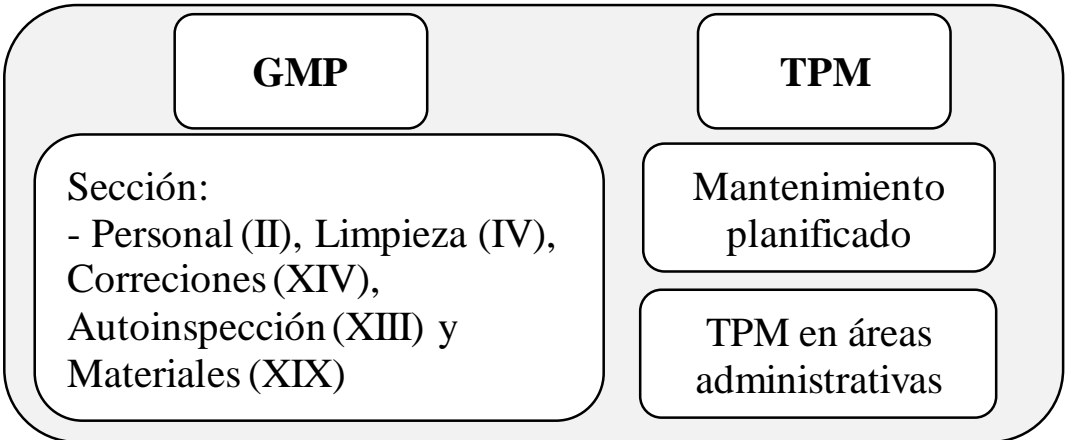 GMP
Sección:
- Personal (II), Limpieza (IV),
Correciones (XIV),
Autoinspección (XIII) y
Materiales (XIX)
TPM
Mantenimiento
planificado
TPM en áreas
administrativas